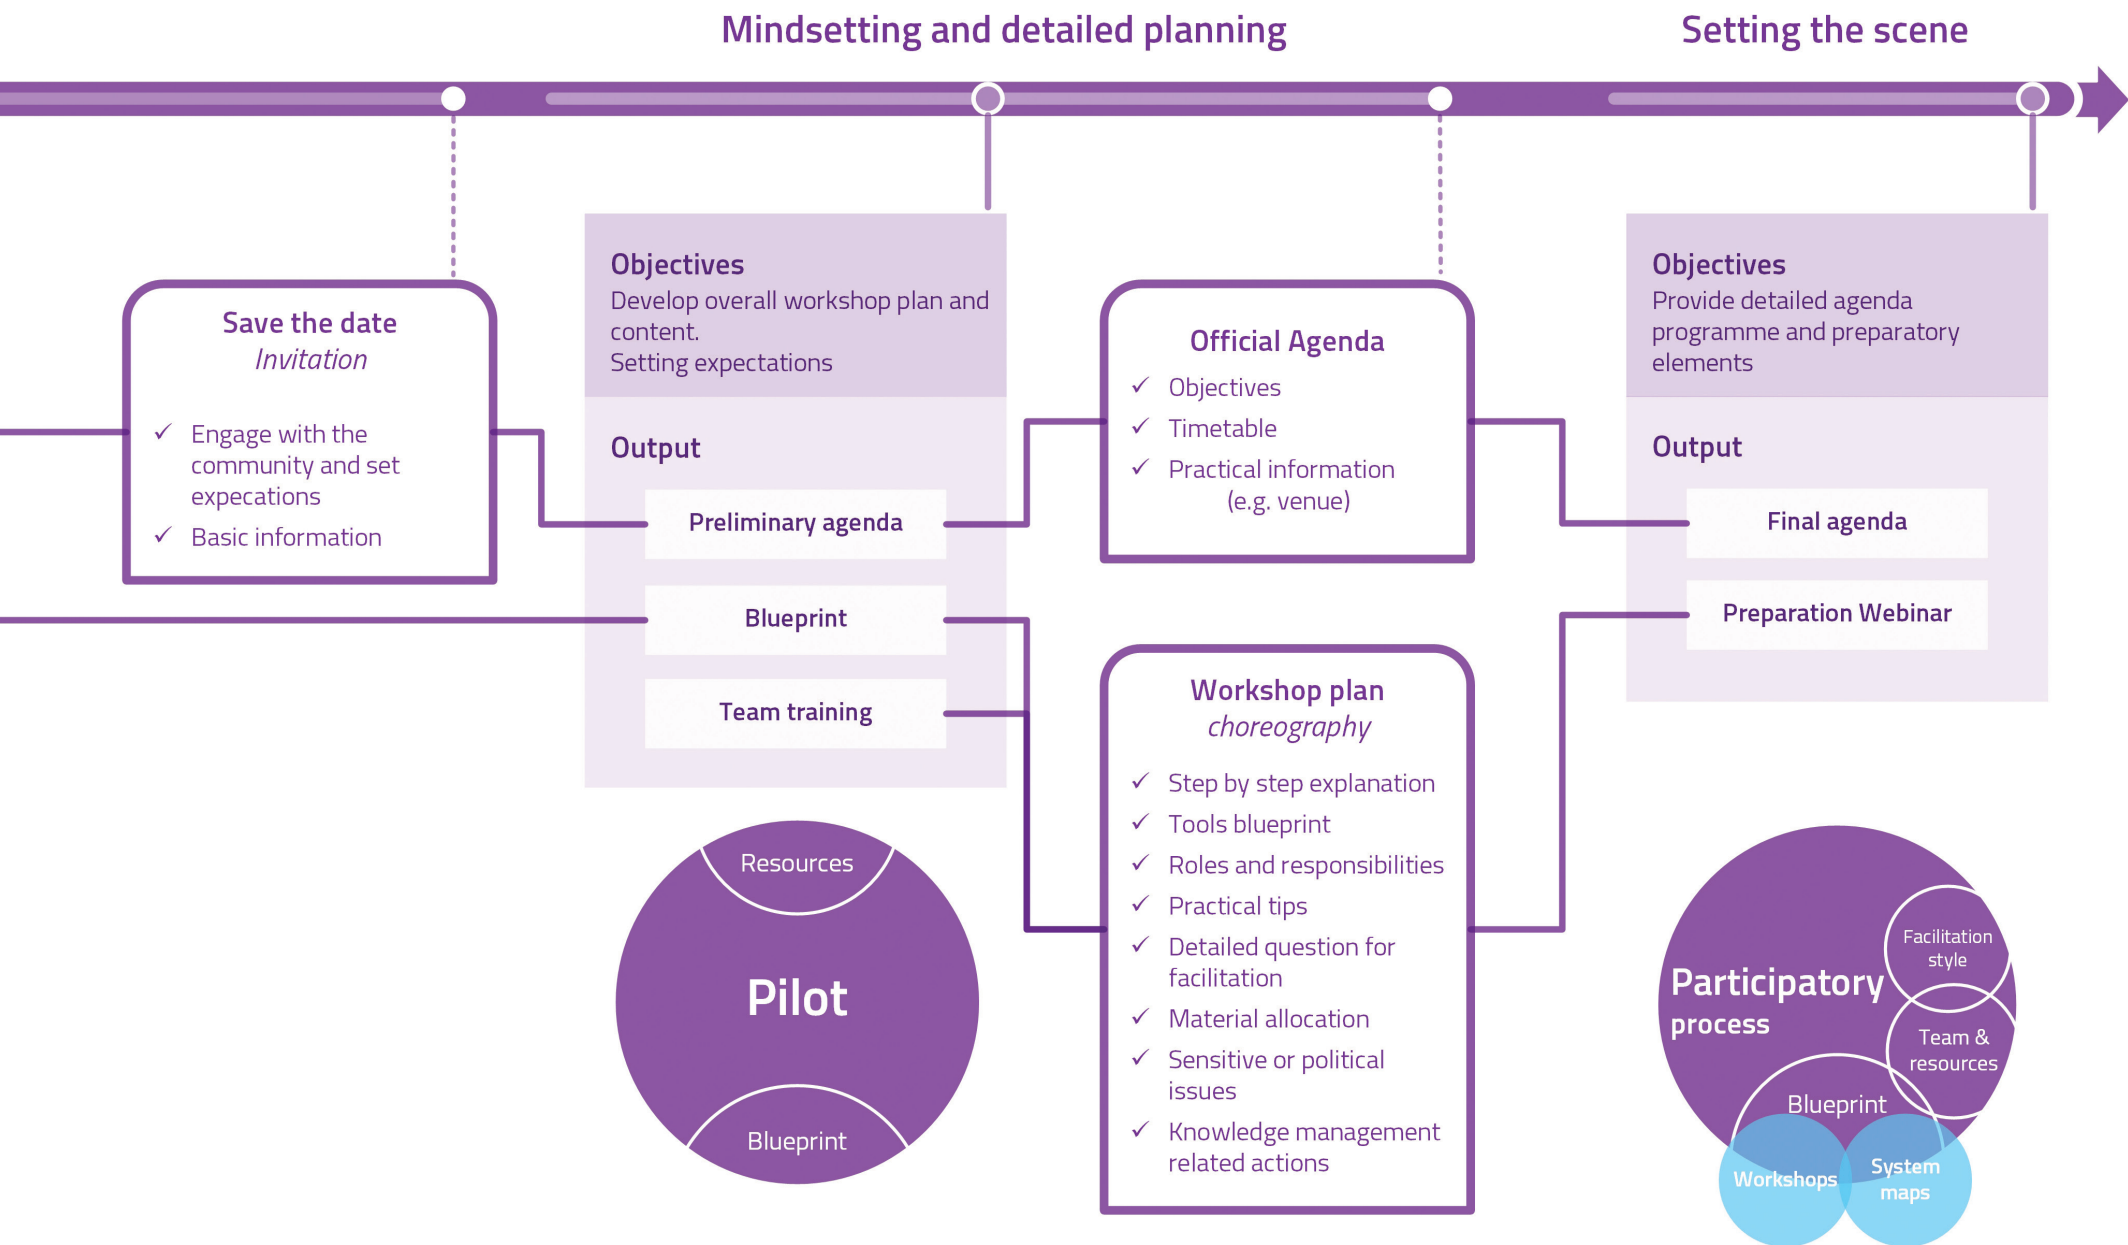 Mindsetting and detailed planning
Setting the scene
Save the date
Invitation
✓ Engage with the
community and set
expecations
✓ Basic information
Objectives
Develop overall workshop plan and
content.
Setting expectations
Output
Preliminary agenda
Blueprint
Team training
Resources
Pilot
Blueprint
Official Agenda
✓ Objectives
✓ Timetable
✓ Practical information
(e.g. venue)
Workshop plan
choreography
✓ Step by step explanation
✓ Tools blueprint
✓ Roles and responsibilities
✓ Practical tips
✓ Detailed question for
facilitation
✓ Material allocation
✓ Sensitive or political
issues
✓ Knowledge management
related actions
Objectives
Provide detailed agenda
programme and preparatory
elements
Output
Final agenda
Preparation Webinar
Facilitation
style
Participatory
process
Team &
resources
Blueprint
Workshops
System
maps